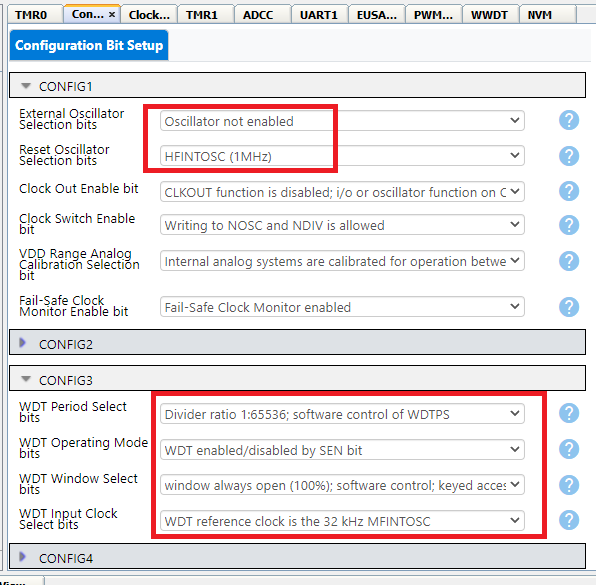 TMR0 Con... × Clock... TMR1 ADCC UART1 EUSA... PWM... WWDT NVM
Configuration Bit Setup
CONFIG1
External Oscillator
Selection bits
Oscillator not enabled
?
Reset Oscillator
Selection bits
HFINTOSC (1MHz)
?
Clock Out Enable bit
CLKOUT function is disabled; i/o or oscillator function on
?
Clock Switch Enable
bit
Writing to NOSC and NDIV is allowed
?
VDD Range Analog
Calibration Selection
bit
Internal analog systems are calibrated for operation betwe
?
Fail-Safe Clock
Monitor Enable bit
Fail-Safe Clock Monitor enabled
?
CONFIG2
CONFIG3
WDT Period Select
bits
Divider ratio 1:65536; software control of WDTPS
?
WDT Operating Mode
bits
WDT enabled/disabled by SEN bit
?
WDT Window Select
bits
window always open (100%); software control; keyed acces
?
WDT Input Clock
Select bits
WDT reference clock is the 32 kHz MFINTOSC
?
CONFIG4